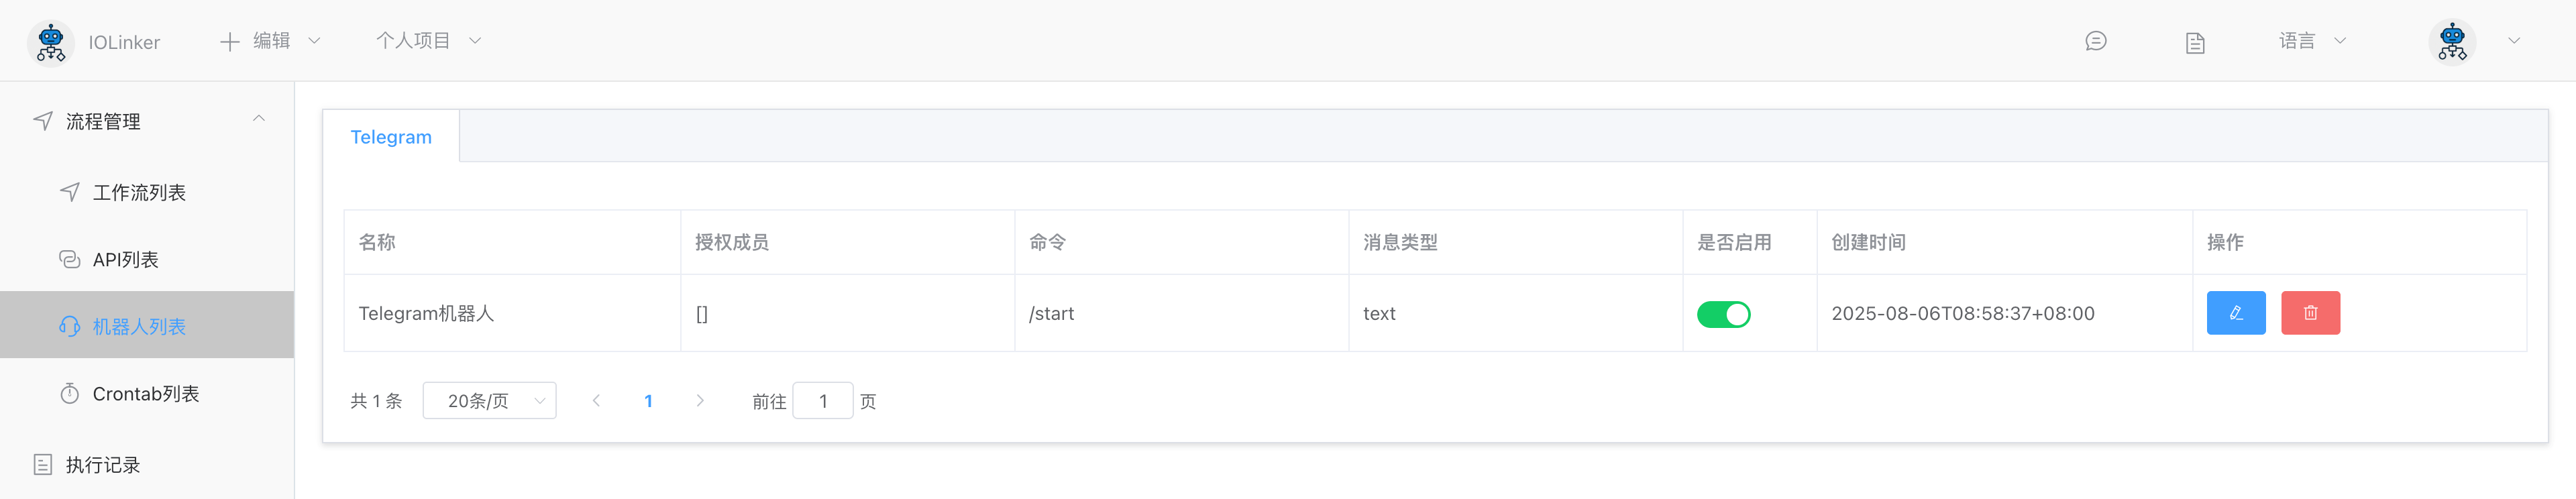 IOLinker 编辑 个人项目 语言
流程管理
工作流列表
API列表
机器人列表
Crontab列表
执行记录
Telegram
名称 授权成员 命令 消息类型 是否启用 创建时间 操作
Telegram机器人 [] /start text 2025-08-06T08:58:37+08:00
共 1 条 20条/页 1 前往 1 页